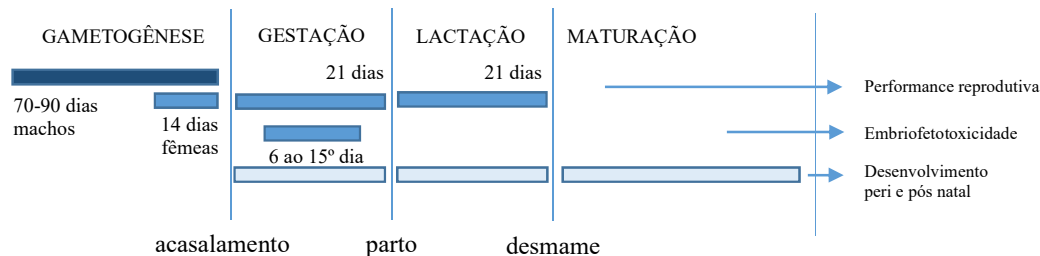 GAMETOGÊNESE
GESTAÇÃO
LACTAÇÃO
MATURAÇÃO
21 dias
21 dias
Performance reprodutiva
70-90 dias
machos
14 dias
fêmeas
Embriofetotoxicidade
6 ao 15º dia
Desenvolvimento
peri e pós natal
acasalamento
parto
desmame